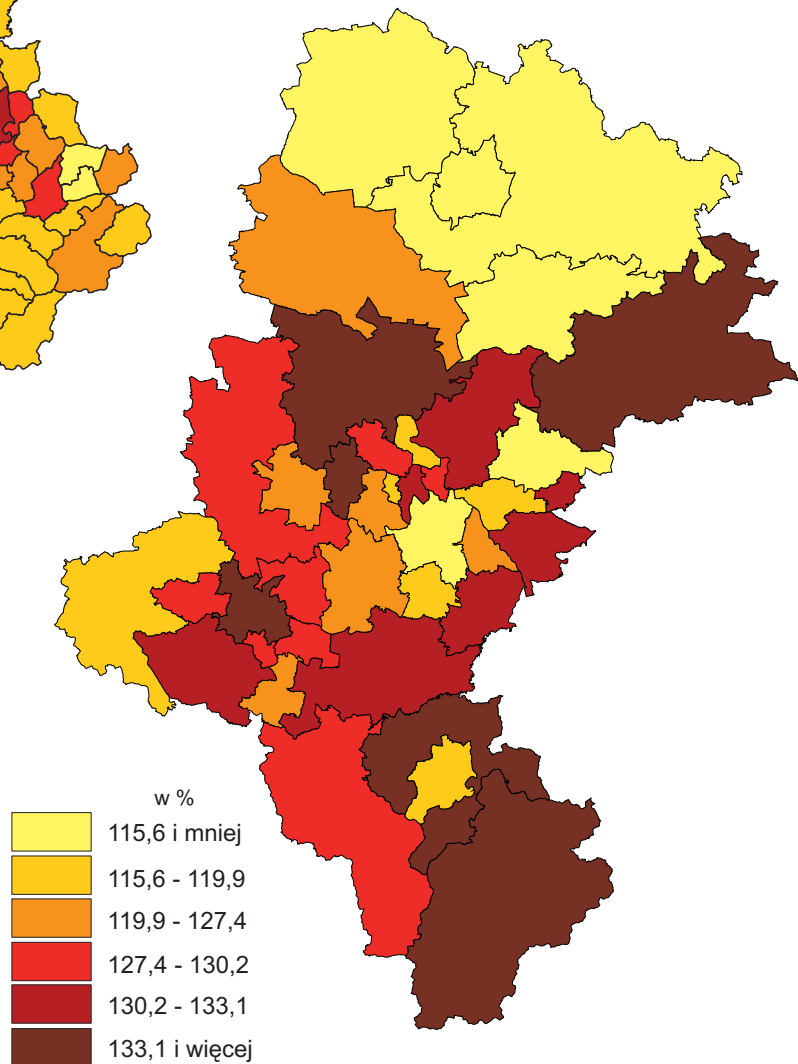 w %
115,6 i mniej
115,6 - 119,9
119,9 - 127,4
127,4 - 130,2
130,2 - 133,1
133,1 i więcej